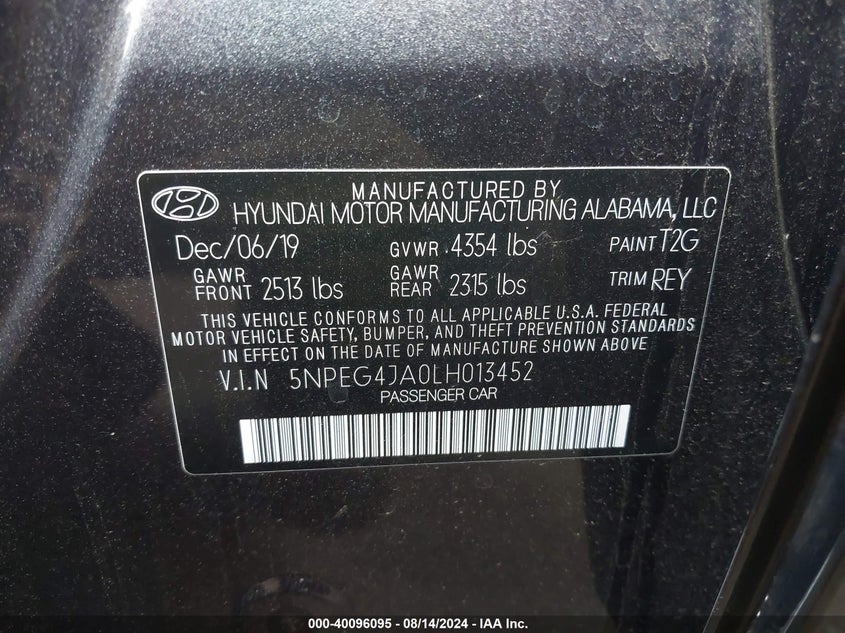 MANUFACTURED BY
HYUNDAI MOTOR MANUFACTURING ALABAMA, LLC
Dec/06/19 GVWR 4354 lbs PAINT T2G
GAWR FRONT 2513 lbs GAWR REAR 2315 lbs TRIM REY
THIS VEHICLE CONFORMS TO ALL APPLICABLE U.S.A. FEDERAL
MOTOR VEHICLE SAFETY, BUMPER, AND THEFT PREVENTION STANDARDS
IN EFFECT ON THE DATE OF MANUFACTURE SHOWN ABOVE
V.I.N 5NPEG4JA0LH013452
PASSENGER CAR
000-40096095 - 08/14/2024 - IAA Inc.